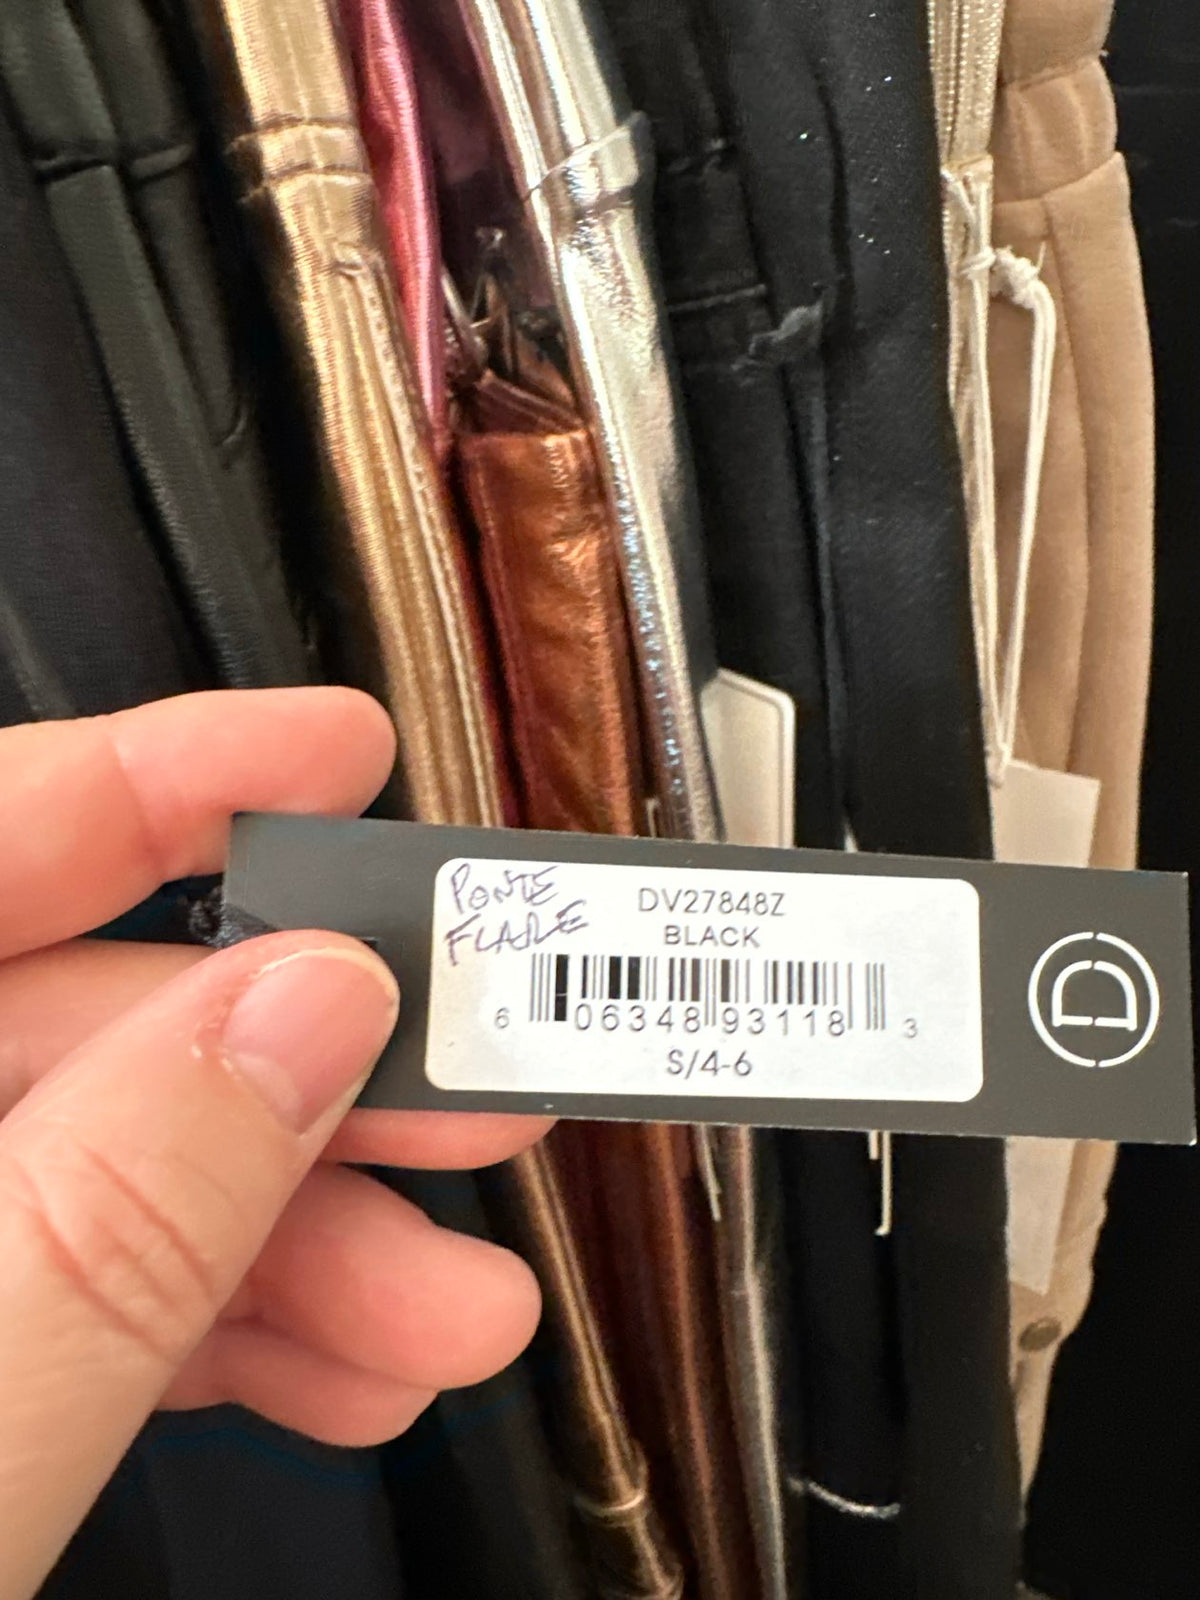 PONTE
FLARE
DV27848Z
BLACK
6 06348 93118 3
S/4-6
D